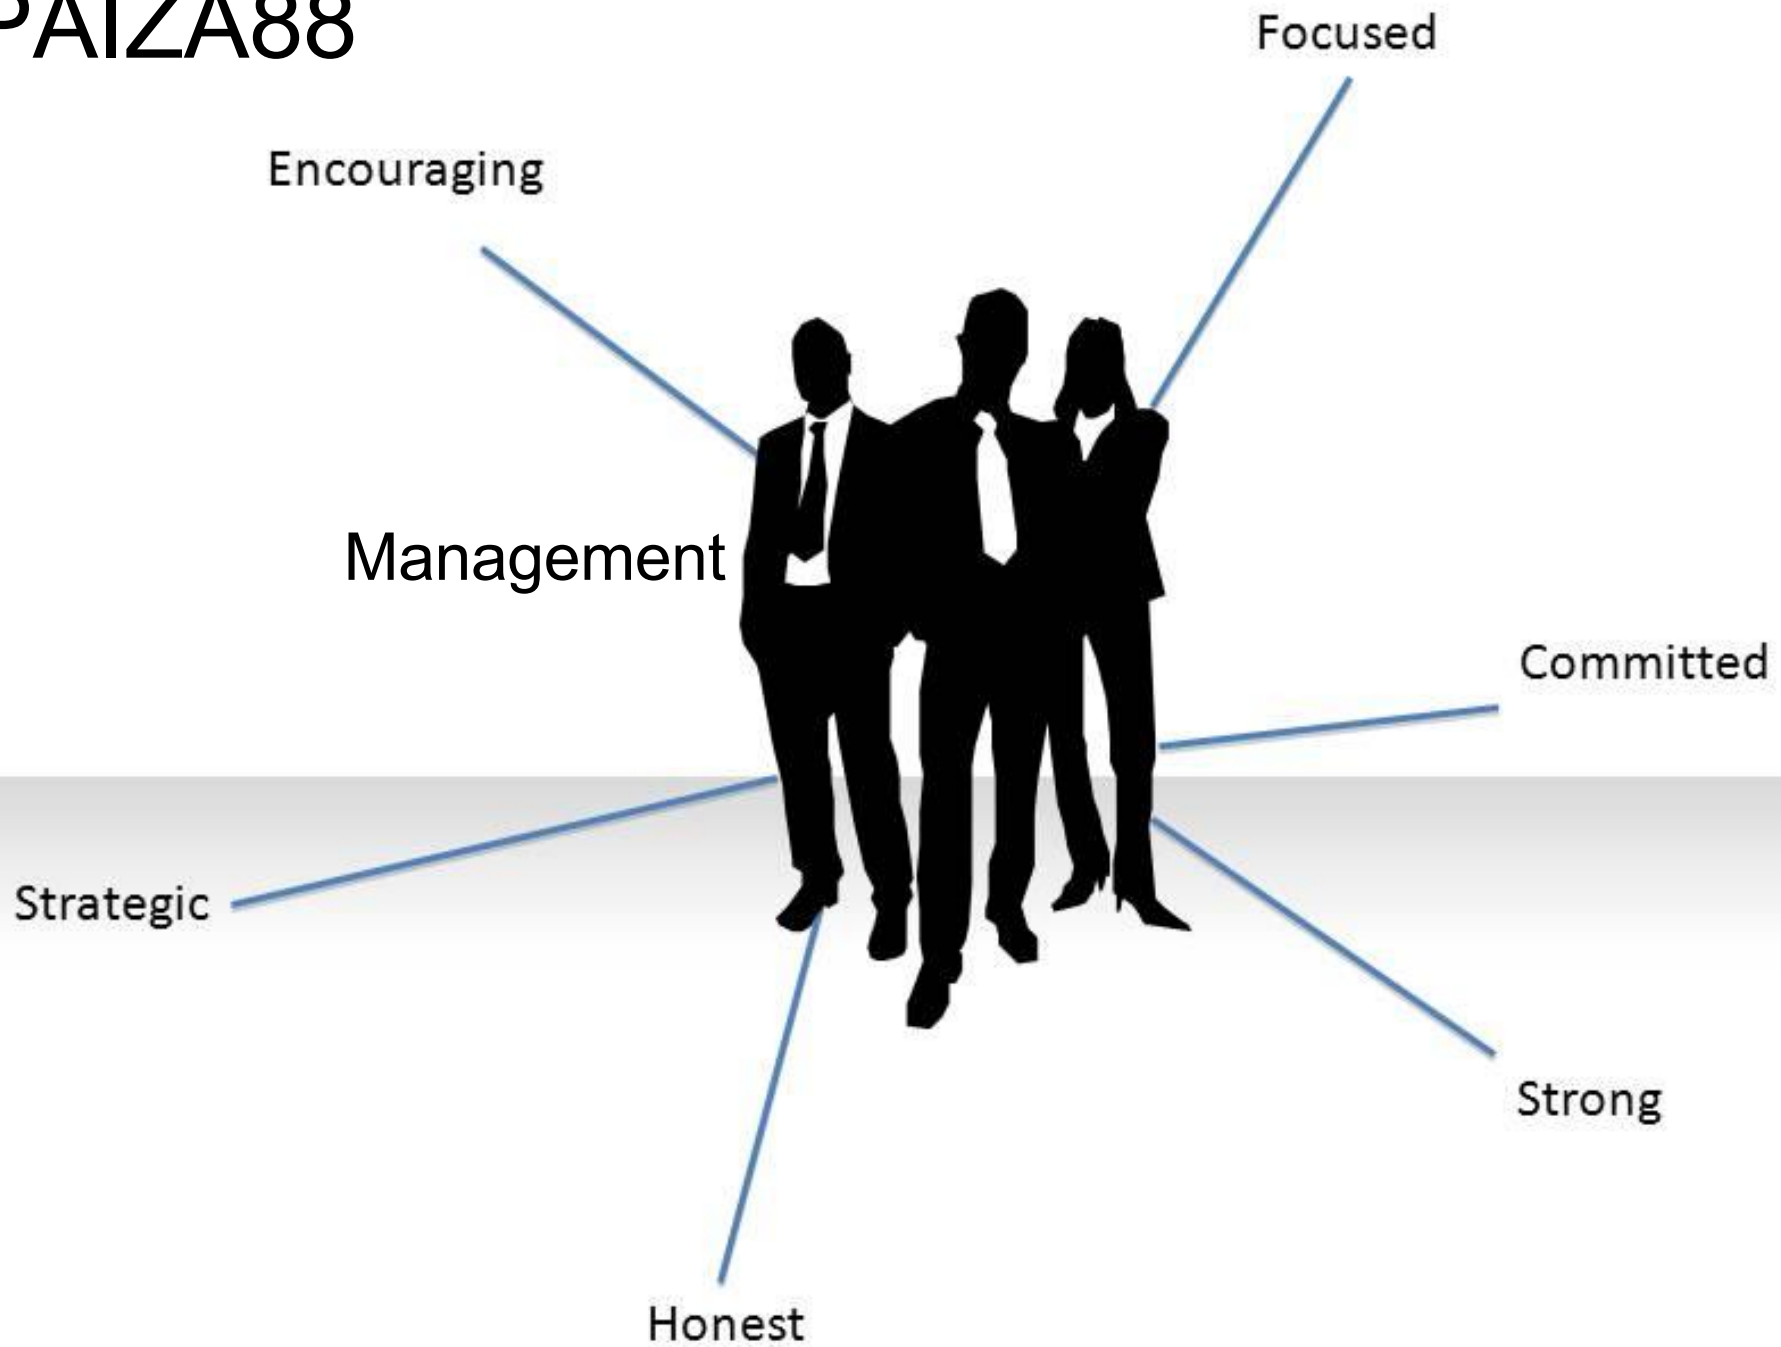 PAIZA88
Focused
Encouraging
Management
Committed
Strategic
Strong
Honest